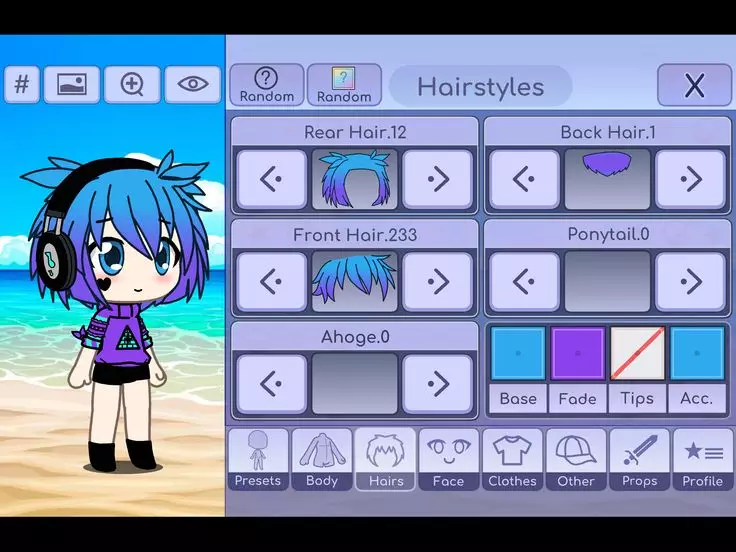 #
Random
Random
Hairstyles
X
Rear Hair.12
Back Hair.1
Front Hair.233
Ponytail.0
Ahoge.0
Base
Fade
Tips
Acc.
Presets
Body
Hairs
Face
Clothes
Other
Props
Profile